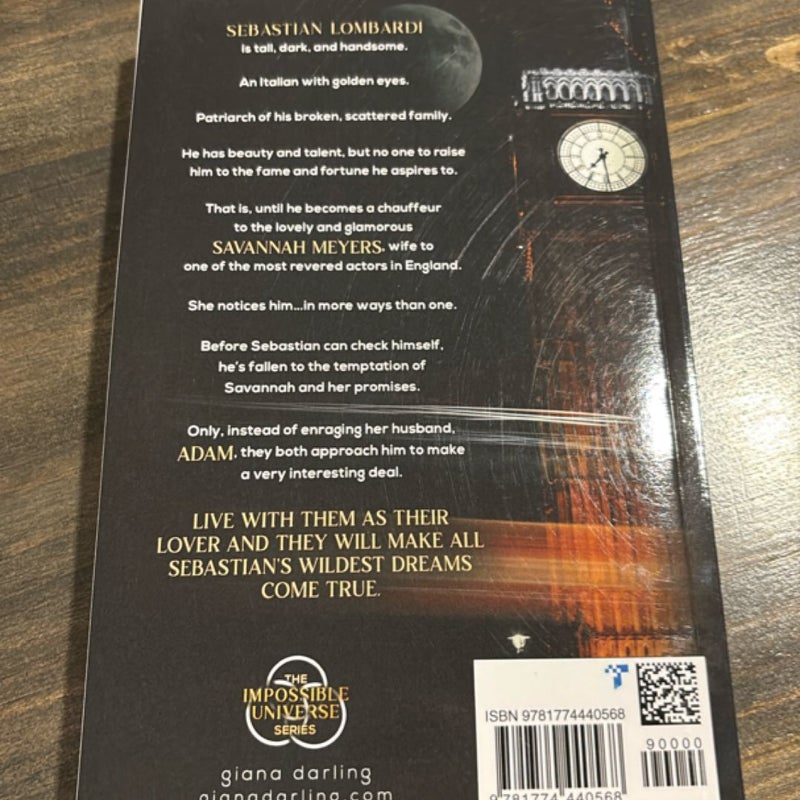 SEBASTIAN LOMBARDI
is tall, dark, and handsome.
An Italian with golden eyes.
Patriarch of his broken, scattered family.
He has beauty and talent, but no one to raise
him to the fame and fortune he aspires to.
That is, until he becomes a chauffeur
to the lovely and glamorous
SAVANNAH MEYERS, wife to
one of the most revered actors in England.
She notices him...in more ways than one.
Before Sebastian can check himself,
he's fallen to the temptation of
Savannah and her promises.
Only, instead of enraging her husband,
ADAM, they both approach him to make
a very interesting deal.
LIVE WITH THEM AS THEIR
LOVER AND THEY WILL MAKE ALL
SEBASTIAN'S WILDEST DREAMS
COME TRUE.
THE
IMPOSSIBLE
UNIVERSE
SERIES
giana darling
gianadarling.com
ISBN 9781774440568
90000
9781774 440568